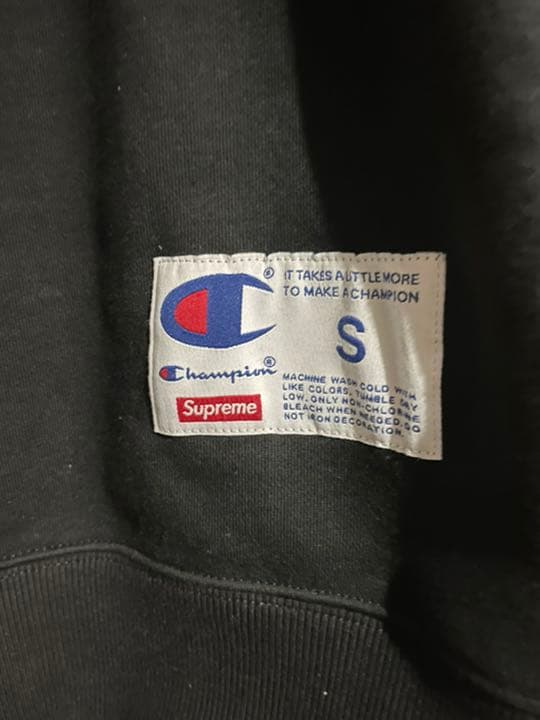 IT TAKES A LITTLE MORE
TO MAKE A CHAMPION
S
Champion®
Supreme
MACHINE WASH COLD WITH
LIKE COLORS. TUMBLE DRY
LOW. ONLY NON-CHLORINE
BLEACH WHEN NEEDED. DO
NOT IRON DECORATION.